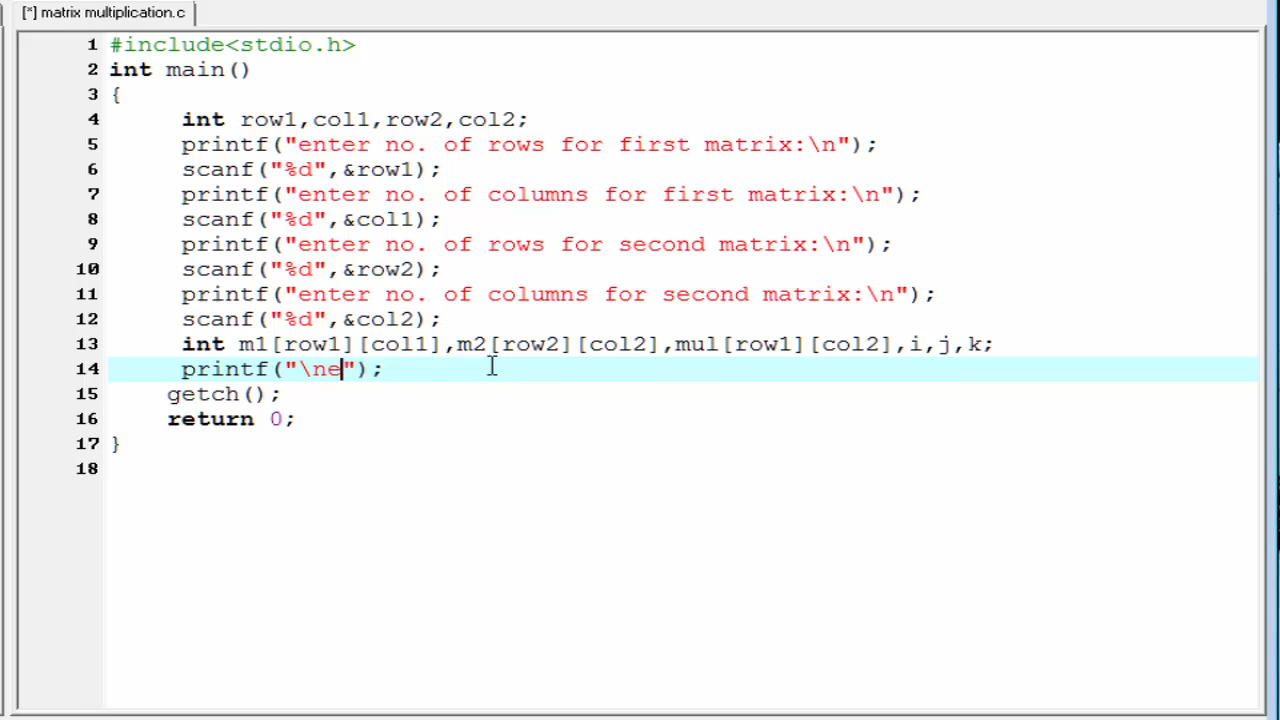 [*] matrix multiplication.c
1 #include<stdio.h>
2 int main()
3 {
4 int row1,col1,row2,col2;
5 printf("enter no. of rows for first matrix:\n");
6 scanf("%d",&row1);
7 printf("enter no. of columns for first matrix:\n");
8 scanf("%d",&col1);
9 printf("enter no. of rows for second matrix:\n");
10 scanf("%d",&row2);
11 printf("enter no. of columns for second matrix:\n");
12 scanf("%d",&col2);
13 int m1[row1][col1],m2[row2][col2],mul[row1][col2],i,j,k;
14 printf("\ne");
15 getch();
16 return 0;
17 }
18